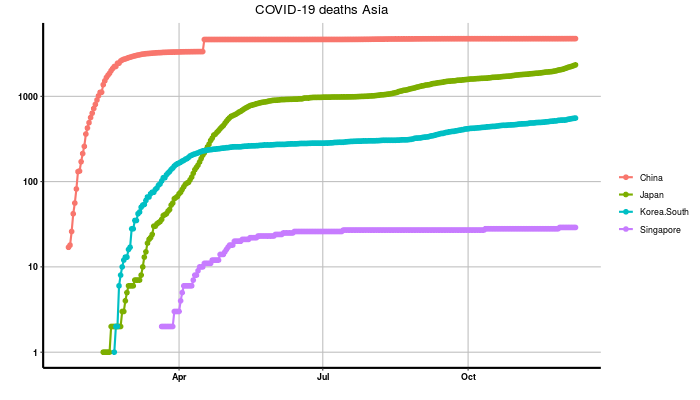 COVID-19 deaths Asia
1000
100
10
1
Apr Jul Oct
China
Japan
Korea.South
Singapore